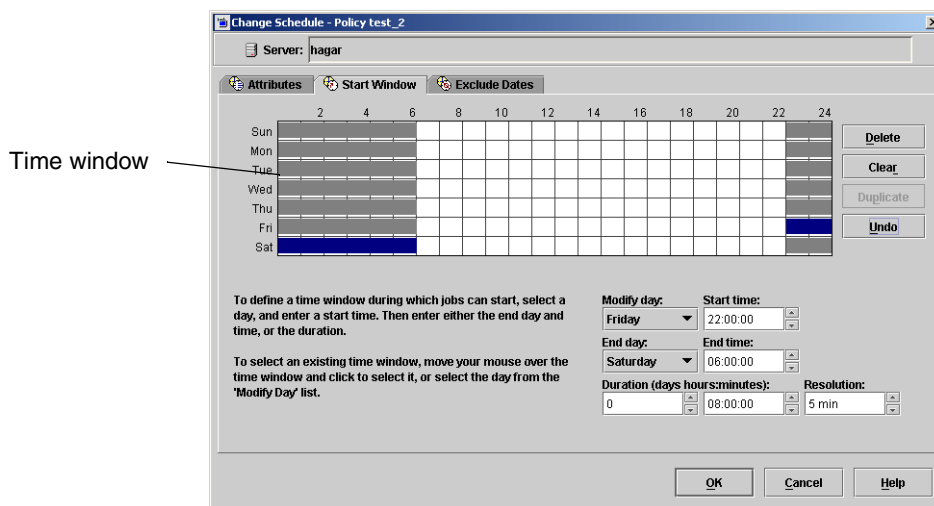 Change Schedule - Policy test_2
Server: hagar
Attributes Start Window Exclude Dates
2 4 6 8 10 12 14 16 18 20 22 24
Sun
Mon
Tue
Wed
Thu
Fri
Sat
Time window
Delete
Clear
Duplicate
Undo
To define a time window during which jobs can start, select a
day, and enter a start time. Then enter either the end day and
time, or the duration.
To select an existing time window, move your mouse over the
time window and click to select it, or select the day from the
'Modify Day' list.
Modify day: Start time:
Friday 22:00:00
End day: End time:
Saturday 06:00:00
Duration (days hours:minutes): Resolution:
0 08:00:00 5 min
OK Cancel Help